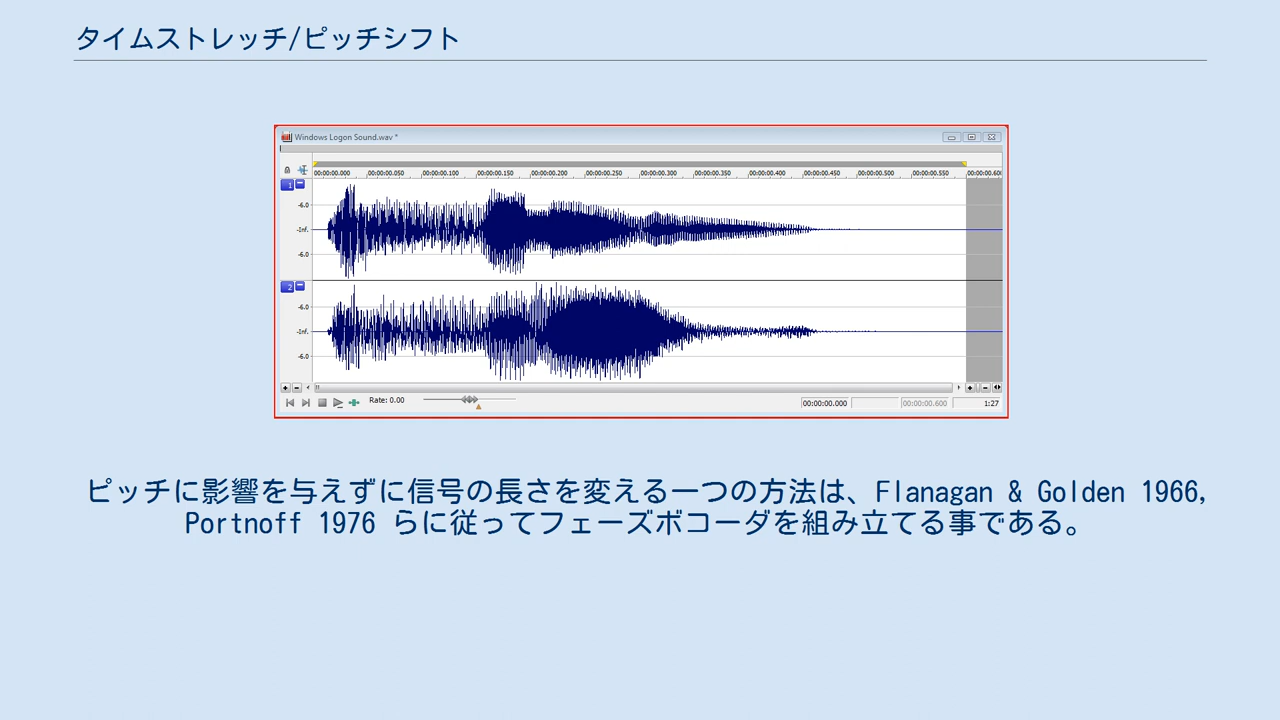 タイムストレッチ/ピッチシフト
Windows Logon Sound.wav *
00:00:00.000 00:00:00.050 00:00:00.100 00:00:00.150 00:00:00.200 00:00:00.250 00:00:00.300 00:00:00.350 00:00:00.400 00:00:00.450 00:00:00.500 00:00:00.550 00:00:00.600
1
-6.0
-Inf.
-6.0
2
-6.0
-Inf.
-6.0
Rate: 0.00
00:00:00.000 00:00:00.600 1:27
ピッチに影響を与えずに信号の長さを変える一つの方法は、Flanagan & Golden 1966,
Portnoff 1976 らに従ってフェーズボコーダを組み立てる事である。